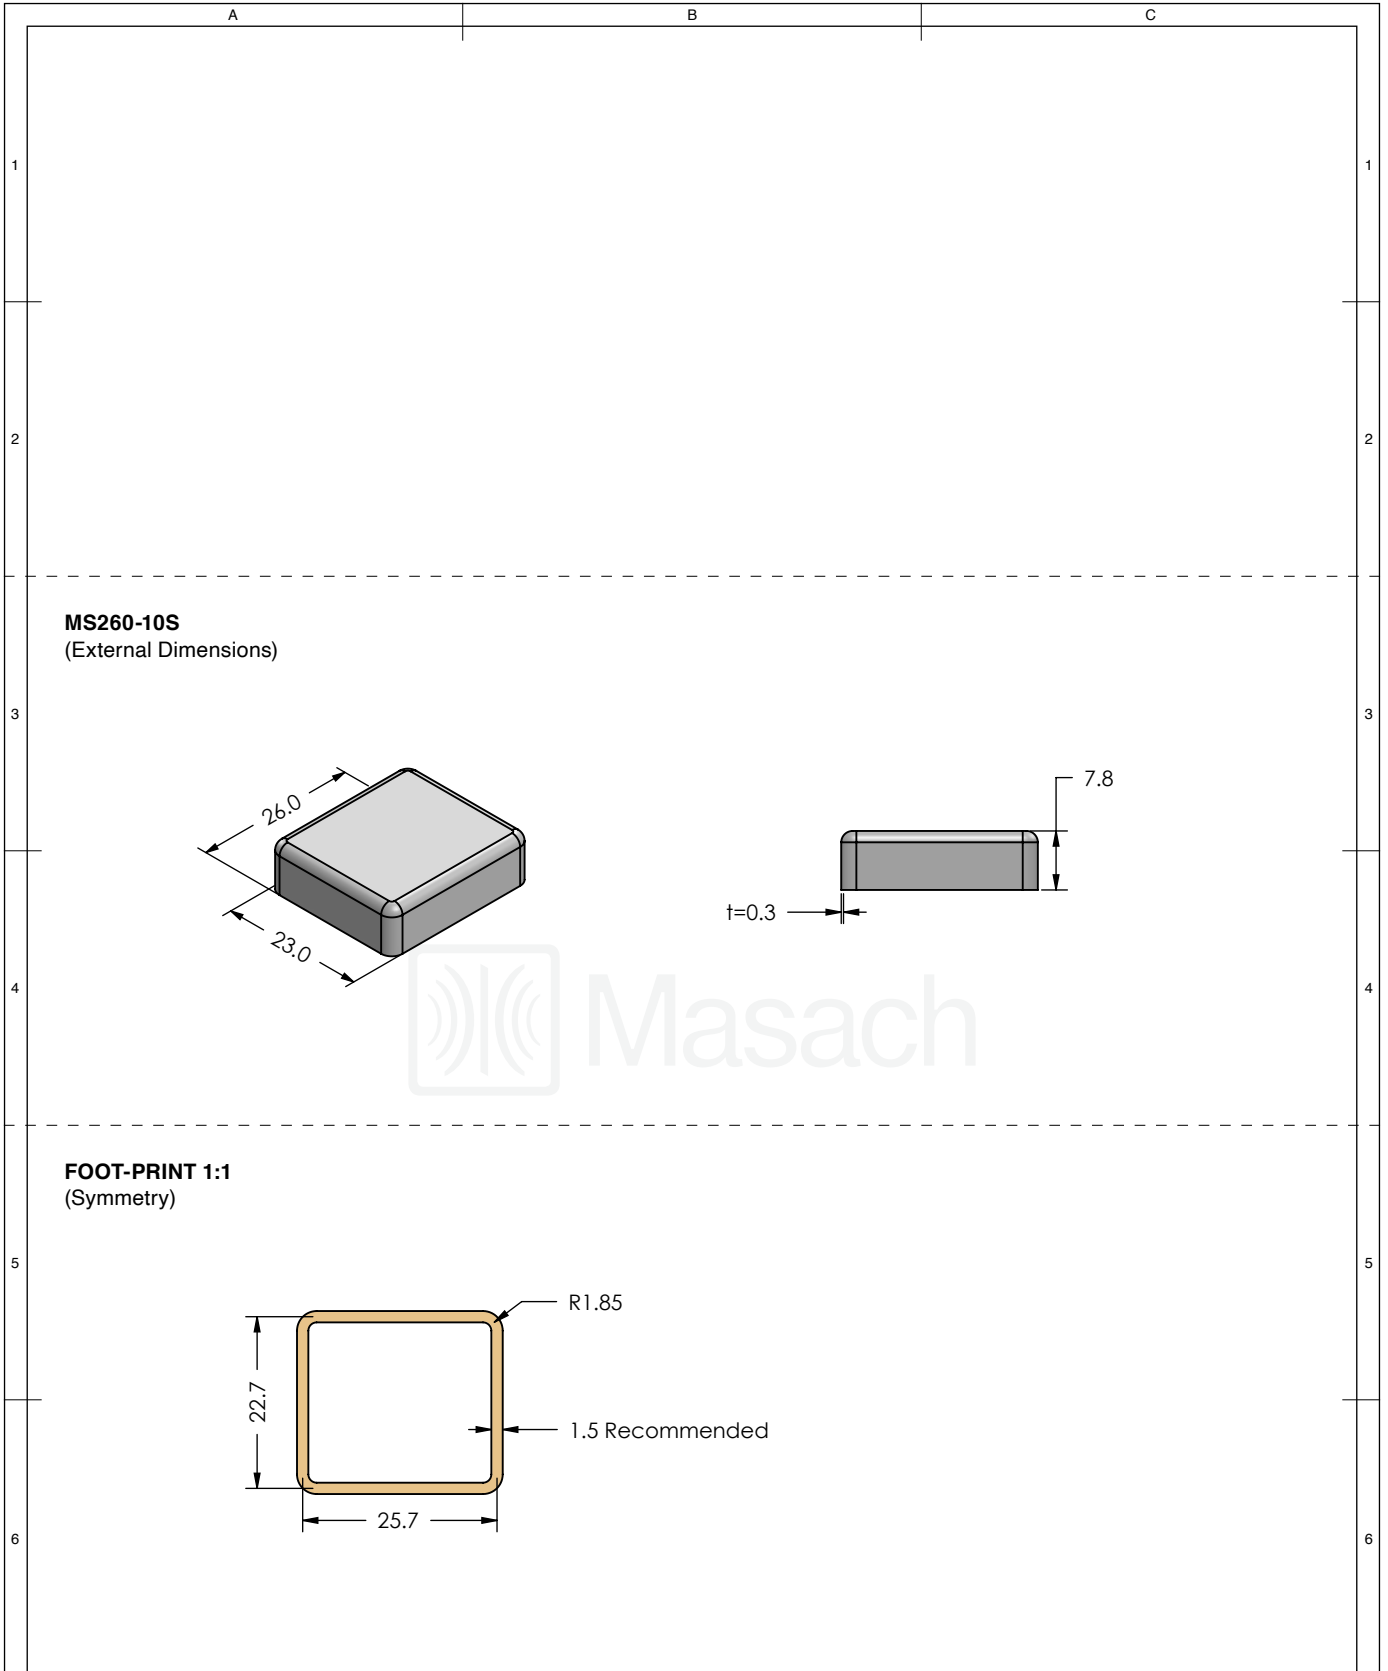 A B C
1 1
2 2
MS260-10S
(External Dimensions)
3 3
26.0
23.0
7.8
t=0.3
4 4
Masach
FOOT-PRINT 1:1
(Symmetry)
5 5
R1.85
22.7
1.5 Recommended
25.7
6 6